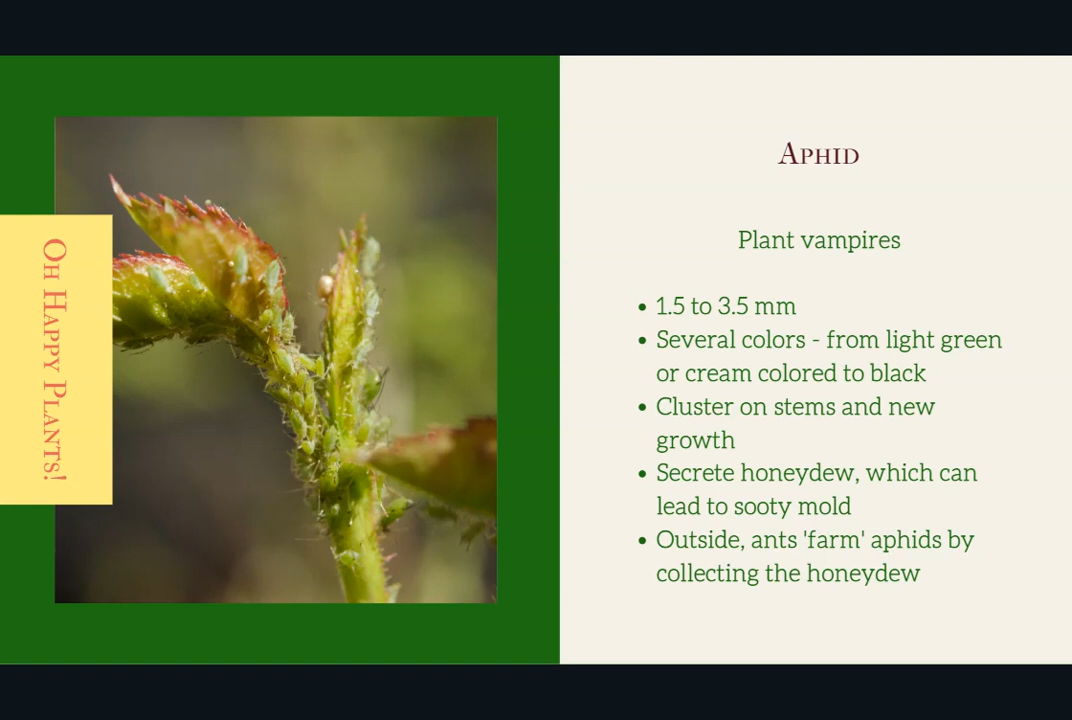 Oh Happy Plants!
Aphid
Plant vampires
• 1.5 to 3.5 mm
• Several colors - from light green
or cream colored to black
• Cluster on stems and new
growth
• Secrete honeydew, which can
lead to sooty mold
• Outside, ants 'farm' aphids by
collecting the honeydew